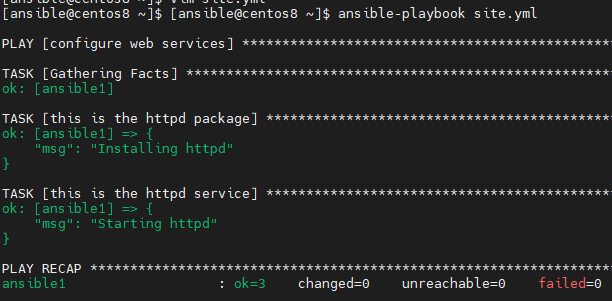 [ansible@centos8 ~]$ vim site.yml
[ansible@centos8 ~]$ [ansible@centos8 ~]$ ansible-playbook site.yml
PLAY [configure web services] ***********************************************
TASK [Gathering Facts] ******************************************************
ok: [ansible1]
TASK [this is the httpd package] ********************************************
ok: [ansible1] => {
    "msg": "Installing httpd"
}
TASK [this is the httpd service] ********************************************
ok: [ansible1] => {
    "msg": "Starting httpd"
}
PLAY RECAP ******************************************************************
ansible1                   : ok=3    changed=0    unreachable=0    failed=0